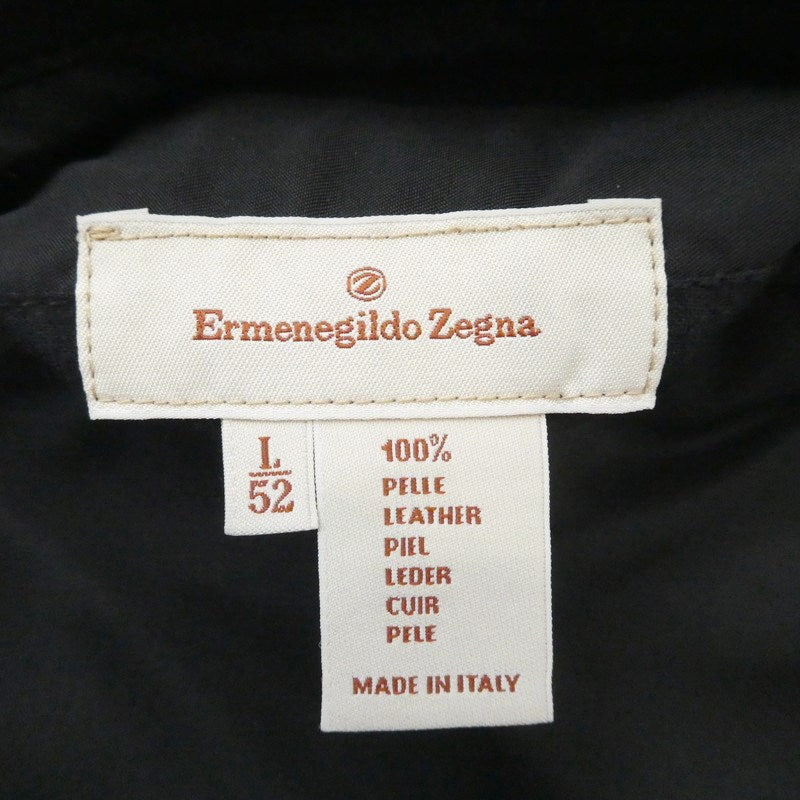 Z
Ermenegildo Zegna
L
52
100%
PELLE
LEATHER
PIEL
LEDER
CUIR
PELE
MADE IN ITALY